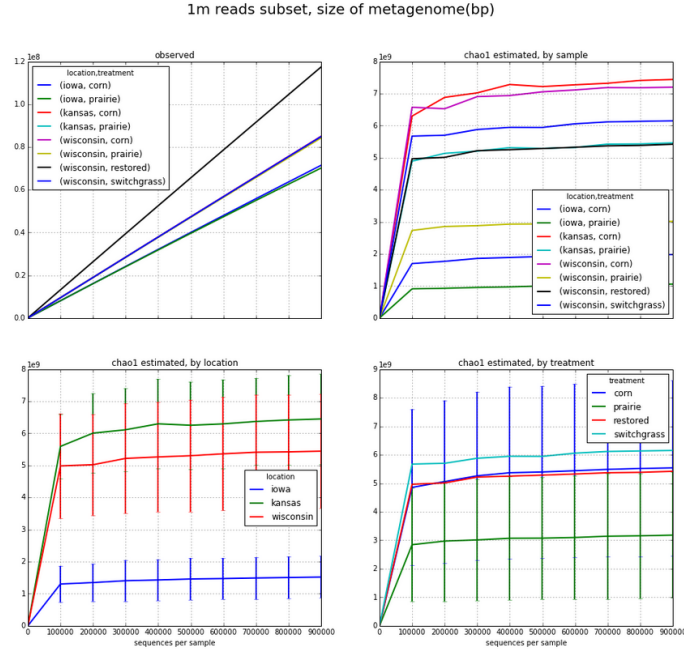 1m reads subset, size of metagenome(bp)
observed
1e8
1.2
1.0
0.8
0.6
0.4
0.2
0.0
location,treatment
(iowa, corn)
(iowa, prairie)
(kansas, corn)
(kansas, prairie)
(wisconsin, corn)
(wisconsin, prairie)
(wisconsin, restored)
(wisconsin, switchgrass)
chao1 estimated, by sample
1e9
8
7
6
5
4
3
2
1
0
location,treatment
(iowa, corn)
(iowa, prairie)
(kansas, corn)
(kansas, prairie)
(wisconsin, corn)
(wisconsin, prairie)
(wisconsin, restored)
(wisconsin, switchgrass)
chao1 estimated, by location
1e9
8
7
6
5
4
3
2
1
0
location
iowa
kansas
wisconsin
0 100000 200000 300000 400000 500000 600000 700000 800000 900000
sequences per sample
chao1 estimated, by treatment
1e9
9
8
7
6
5
4
3
2
1
0
treatment
corn
prairie
restored
switchgrass
0 100000 200000 300000 400000 500000 600000 700000 800000 900000
sequences per sample